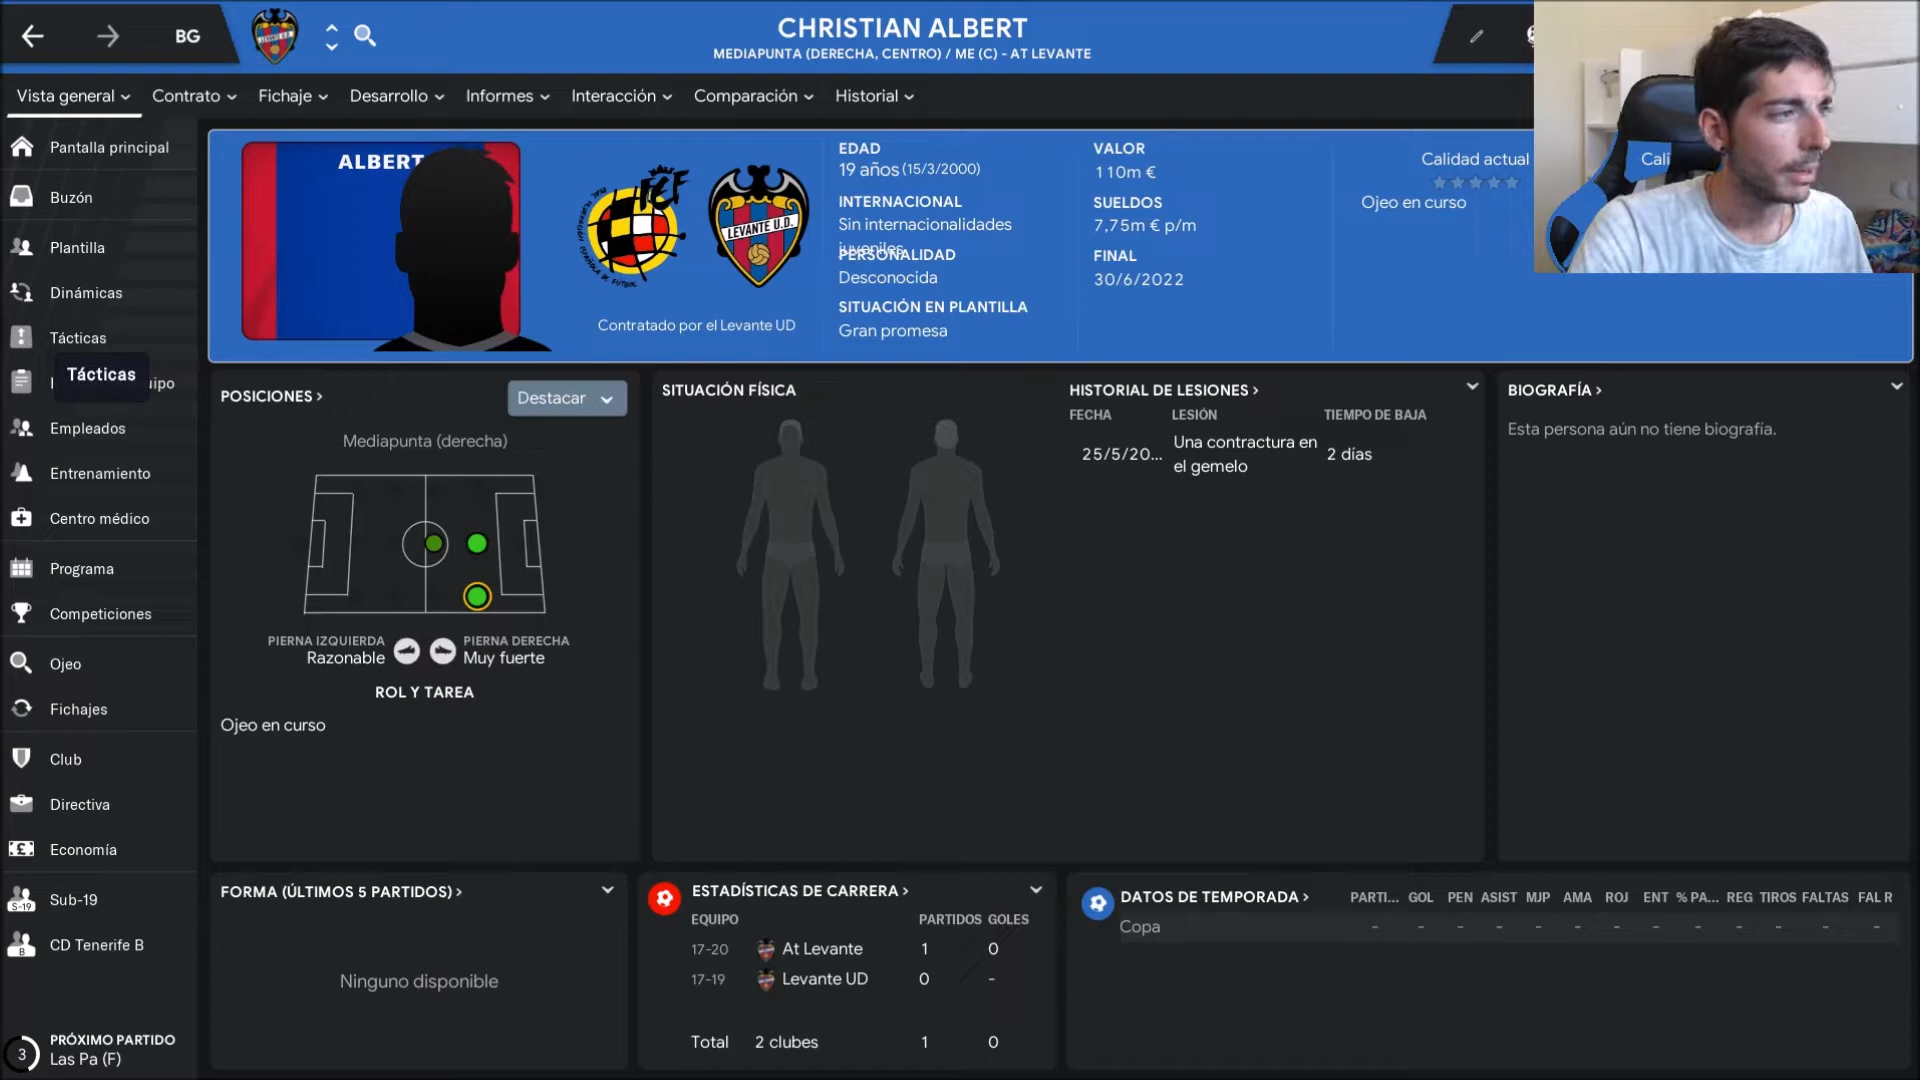 BG
CHRISTIAN ALBERT
MEDIAPUNTA (DERECHA, CENTRO) / ME (C) - AT LEVANTE
Vista general
Contrato
Fichaje
Desarrollo
Informes
Interacción
Comparación
Historial
Pantalla principal
Buzón
Plantilla
Dinámicas
Tácticas
Tácticas
Empleados
Entrenamiento
Centro médico
Programa
Competiciones
Ojeo
Fichajes
Club
Directiva
Economía
S-19
Sub-19
B
CD Tenerife B
3
PRÓXIMO PARTIDO
Las Pa (F)
ALBERT
LEVANTE U.D.
Contratado por el Levante UD
EDAD
19 años (15/3/2000)
INTERNACIONAL
Sin internacionalidades
juveniles
PERSONALIDAD
Desconocida
SITUACIÓN EN PLANTILLA
Gran promesa
VALOR
110m €
SUELDOS
7,75m € p/m
FINAL
30/6/2022
Calidad actual
Cali
Ojeo en curso
POSICIONES >
Destacar
Mediapunta (derecha)
PIERNA IZQUIERDA
Razonable
PIERNA DERECHA
Muy fuerte
ROL Y TAREA
Ojeo en curso
SITUACIÓN FÍSICA
HISTORIAL DE LESIONES >
FECHA LESIÓN TIEMPO DE BAJA
25/5/20... Una contractura en el gemelo 2 días
BIOGRAFÍA >
Esta persona aún no tiene biografía.
FORMA (ÚLTIMOS 5 PARTIDOS) >
Ninguno disponible
ESTADÍSTICAS DE CARRERA >
EQUIPO PARTIDOS GOLES
17-20 At Levante 1 0
17-19 Levante UD 0 -
Total 2 clubes 1 0
DATOS DE TEMPORADA > PARTI... GOL PEN ASIST MJP AMA ROJ ENT % PA... REG TIROS FALTAS FAL R
Copa - - - - - - - - - - - - -